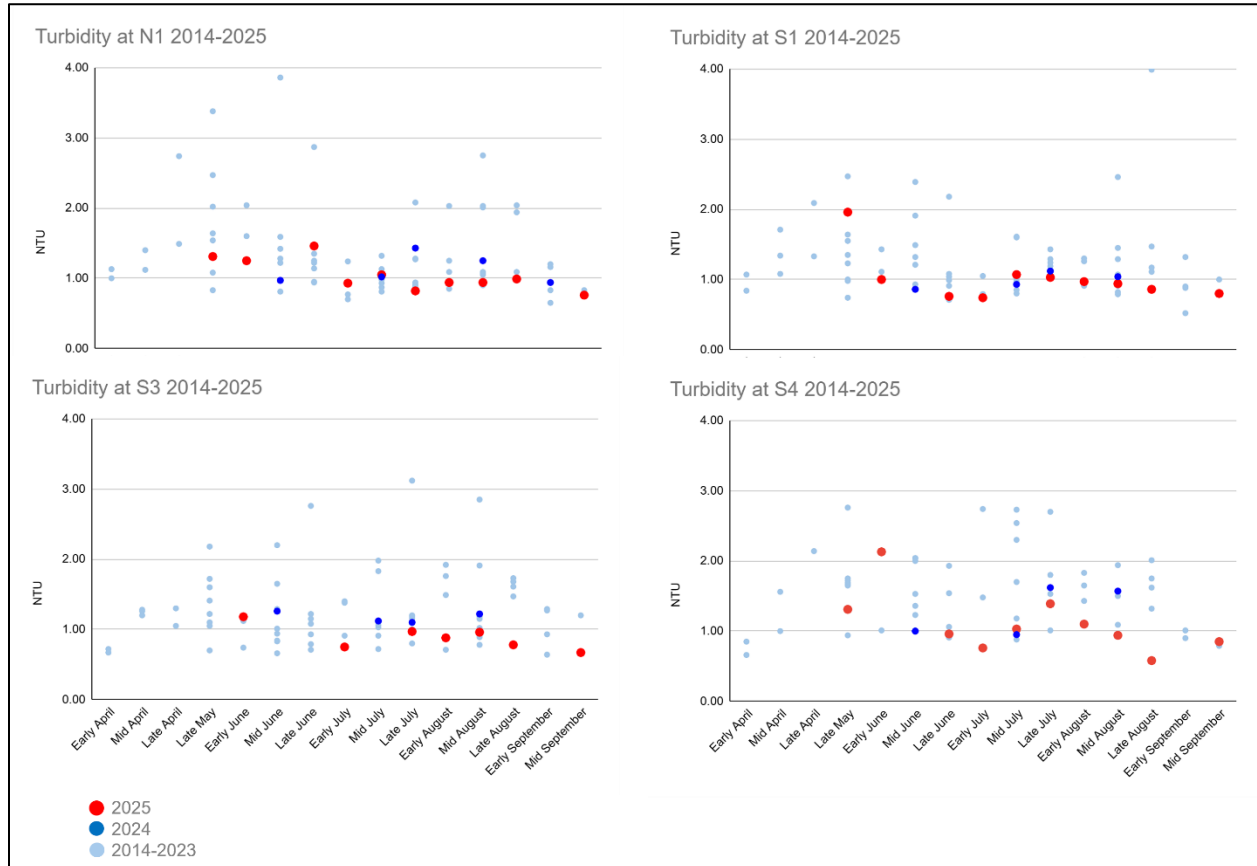 Turbidity at N1 2014-2025
4.00
3.00
2.00
1.00
0.00
NTU
Turbidity at S1 2014-2025
4.00
3.00
2.00
1.00
0.00
NTU
Turbidity at S3 2014-2025
4.00
3.00
2.00
1.00
0.00
NTU
Early April
Mid April
Late April
Late May
Early June
Mid June
Late June
Early July
Mid July
Late July
Early August
Mid August
Late August
Early September
Mid September
Turbidity at S4 2014-2025
4.00
3.00
2.00
1.00
0.00
NTU
Early April
Mid April
Late April
Late May
Early June
Mid June
Late June
Early July
Mid July
Late July
Early August
Mid August
Late August
Early September
Mid September
2025
2024
2014-2023